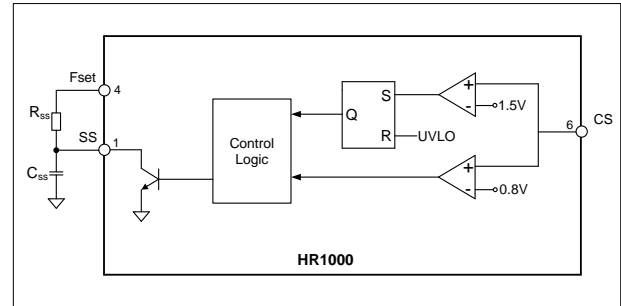 Fset
4
Rss
SS
1
Css
Control
Logic
Q
S
R
UVLO
+
-
1.5V
+
-
0.8V
6
CS
HR1000